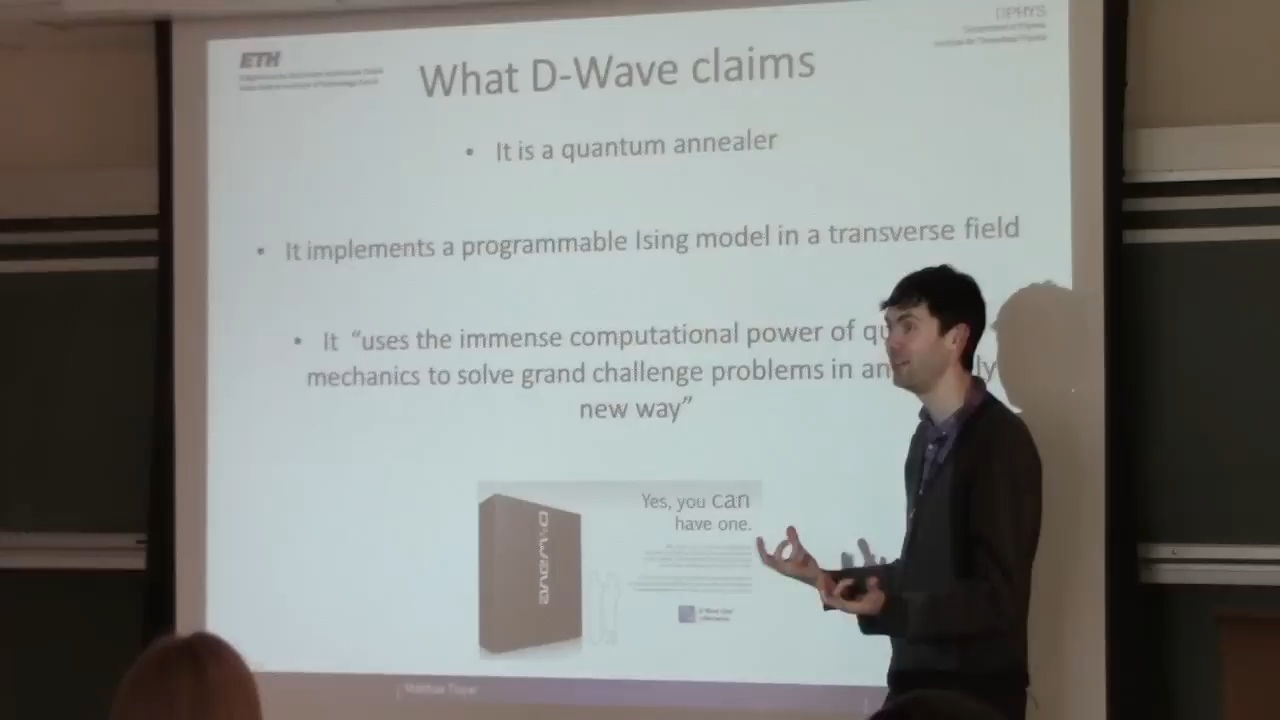 ETH
DPHYS
What D-Wave claims
• It is a quantum annealer
• It implements a programmable Ising model in a transverse field
• It “uses the immense computational power of qu
mechanics to solve grand challenge problems in an ly
new way”
Yes, you can
have one.
D:Wave